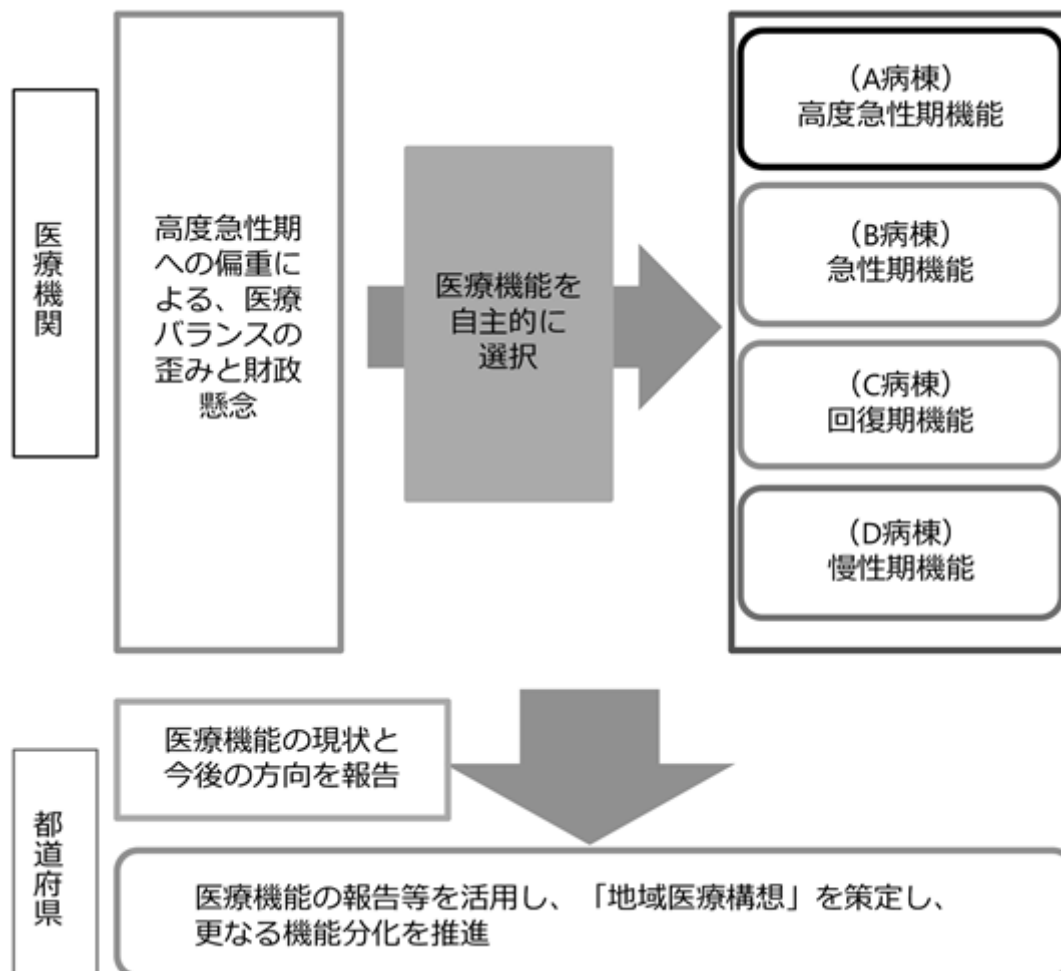 医療機関
高度急性期
への偏重に
よる、医療
バランスの
歪みと財政
懸念
医療機能を
自主的に
選択
（A病棟）
高度急性期機能
（B病棟）
急性期機能
（C病棟）
回復期機能
（D病棟）
慢性期機能
都道府県
医療機能の現状と
今後の方向を報告
医療機能の報告等を活用し、「地域医療構想」を策定し、
更なる機能分化を推進